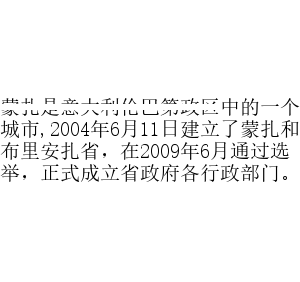 蒙扎是意大利伦巴第政区中的一个
城市,2004年6月11日建立了蒙扎和
布里安扎省，在2009年6月通过选
举，正式成立省政府各行政部门。